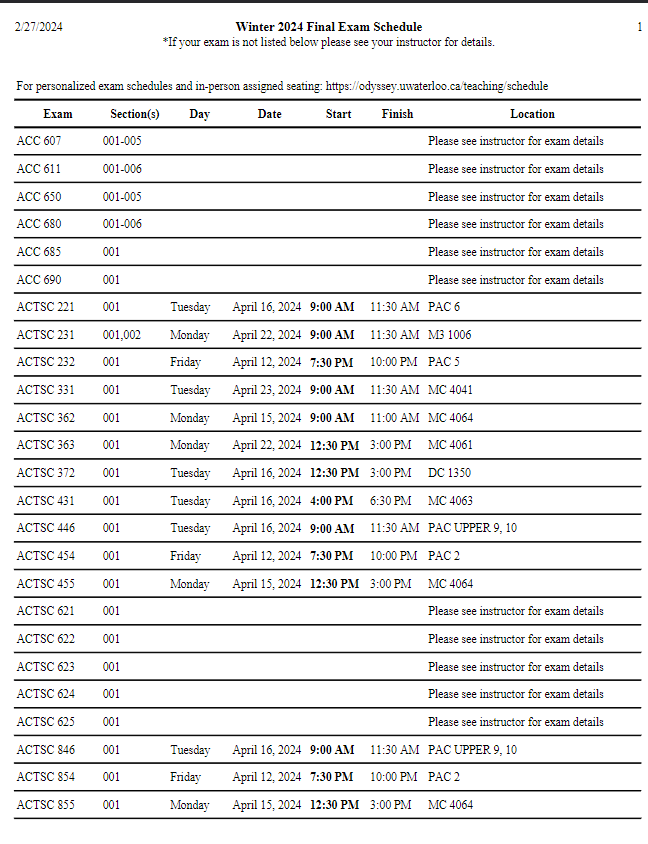 2/27/2024 Winter 2024 Final Exam Schedule 1
*If your exam is not listed below please see your instructor for details.
For personalized exam schedules and in-person assigned seating: https://odyssey.uwaterloo.ca/teaching/schedule
Exam Section(s) Day Date Start Finish Location
ACC 607 001-005 Please see instructor for exam details
ACC 611 001-006 Please see instructor for exam details
ACC 650 001-005 Please see instructor for exam details
ACC 680 001-006 Please see instructor for exam details
ACC 685 001 Please see instructor for exam details
ACC 690 001 Please see instructor for exam details
ACTSC 221 001 Tuesday April 16, 2024 9:00 AM 11:30 AM PAC 6
ACTSC 231 001,002 Monday April 22, 2024 9:00 AM 11:30 AM M3 1006
ACTSC 232 001 Friday April 12, 2024 7:30 PM 10:00 PM PAC 5
ACTSC 331 001 Tuesday April 23, 2024 9:00 AM 11:30 AM MC 4041
ACTSC 362 001 Monday April 15, 2024 9:00 AM 11:00 AM MC 4064
ACTSC 363 001 Monday April 22, 2024 12:30 PM 3:00 PM MC 4061
ACTSC 372 001 Tuesday April 16, 2024 12:30 PM 3:00 PM DC 1350
ACTSC 431 001 Tuesday April 16, 2024 4:00 PM 6:30 PM MC 4063
ACTSC 446 001 Tuesday April 16, 2024 9:00 AM 11:30 AM PAC UPPER 9, 10
ACTSC 454 001 Friday April 12, 2024 7:30 PM 10:00 PM PAC 2
ACTSC 455 001 Monday April 15, 2024 12:30 PM 3:00 PM MC 4064
ACTSC 621 001 Please see instructor for exam details
ACTSC 622 001 Please see instructor for exam details
ACTSC 623 001 Please see instructor for exam details
ACTSC 624 001 Please see instructor for exam details
ACTSC 625 001 Please see instructor for exam details
ACTSC 846 001 Tuesday April 16, 2024 9:00 AM 11:30 AM PAC UPPER 9, 10
ACTSC 854 001 Friday April 12, 2024 7:30 PM 10:00 PM PAC 2
ACTSC 855 001 Monday April 15, 2024 12:30 PM 3:00 PM MC 4064